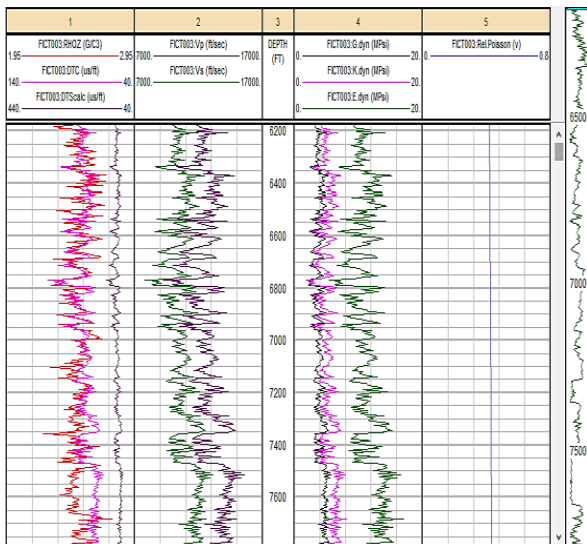 1 2 3 4 5
FICT003:RHOZ (G/C3)
1.95 2.95
FICT003:DTC (us/ft)
140. 40.
FICT003:DTScalc (us/ft)
440. 40.
FICT003:Vp (ft/sec)
7000. 17000.
FICT003:Vs (ft/sec)
7000. 17000.
DEPTH
(FT)
FICT003:G.dyn (MPsi)
0. 20.
FICT003:K.dyn (MPsi)
0. 20.
FICT003:E.dyn (MPsi)
0. 20.
FICT003:Rel.Poisson (v)
0. 0.8
6200
6400
6600
6800
7000
7200
7400
7600
6500
7000
7500